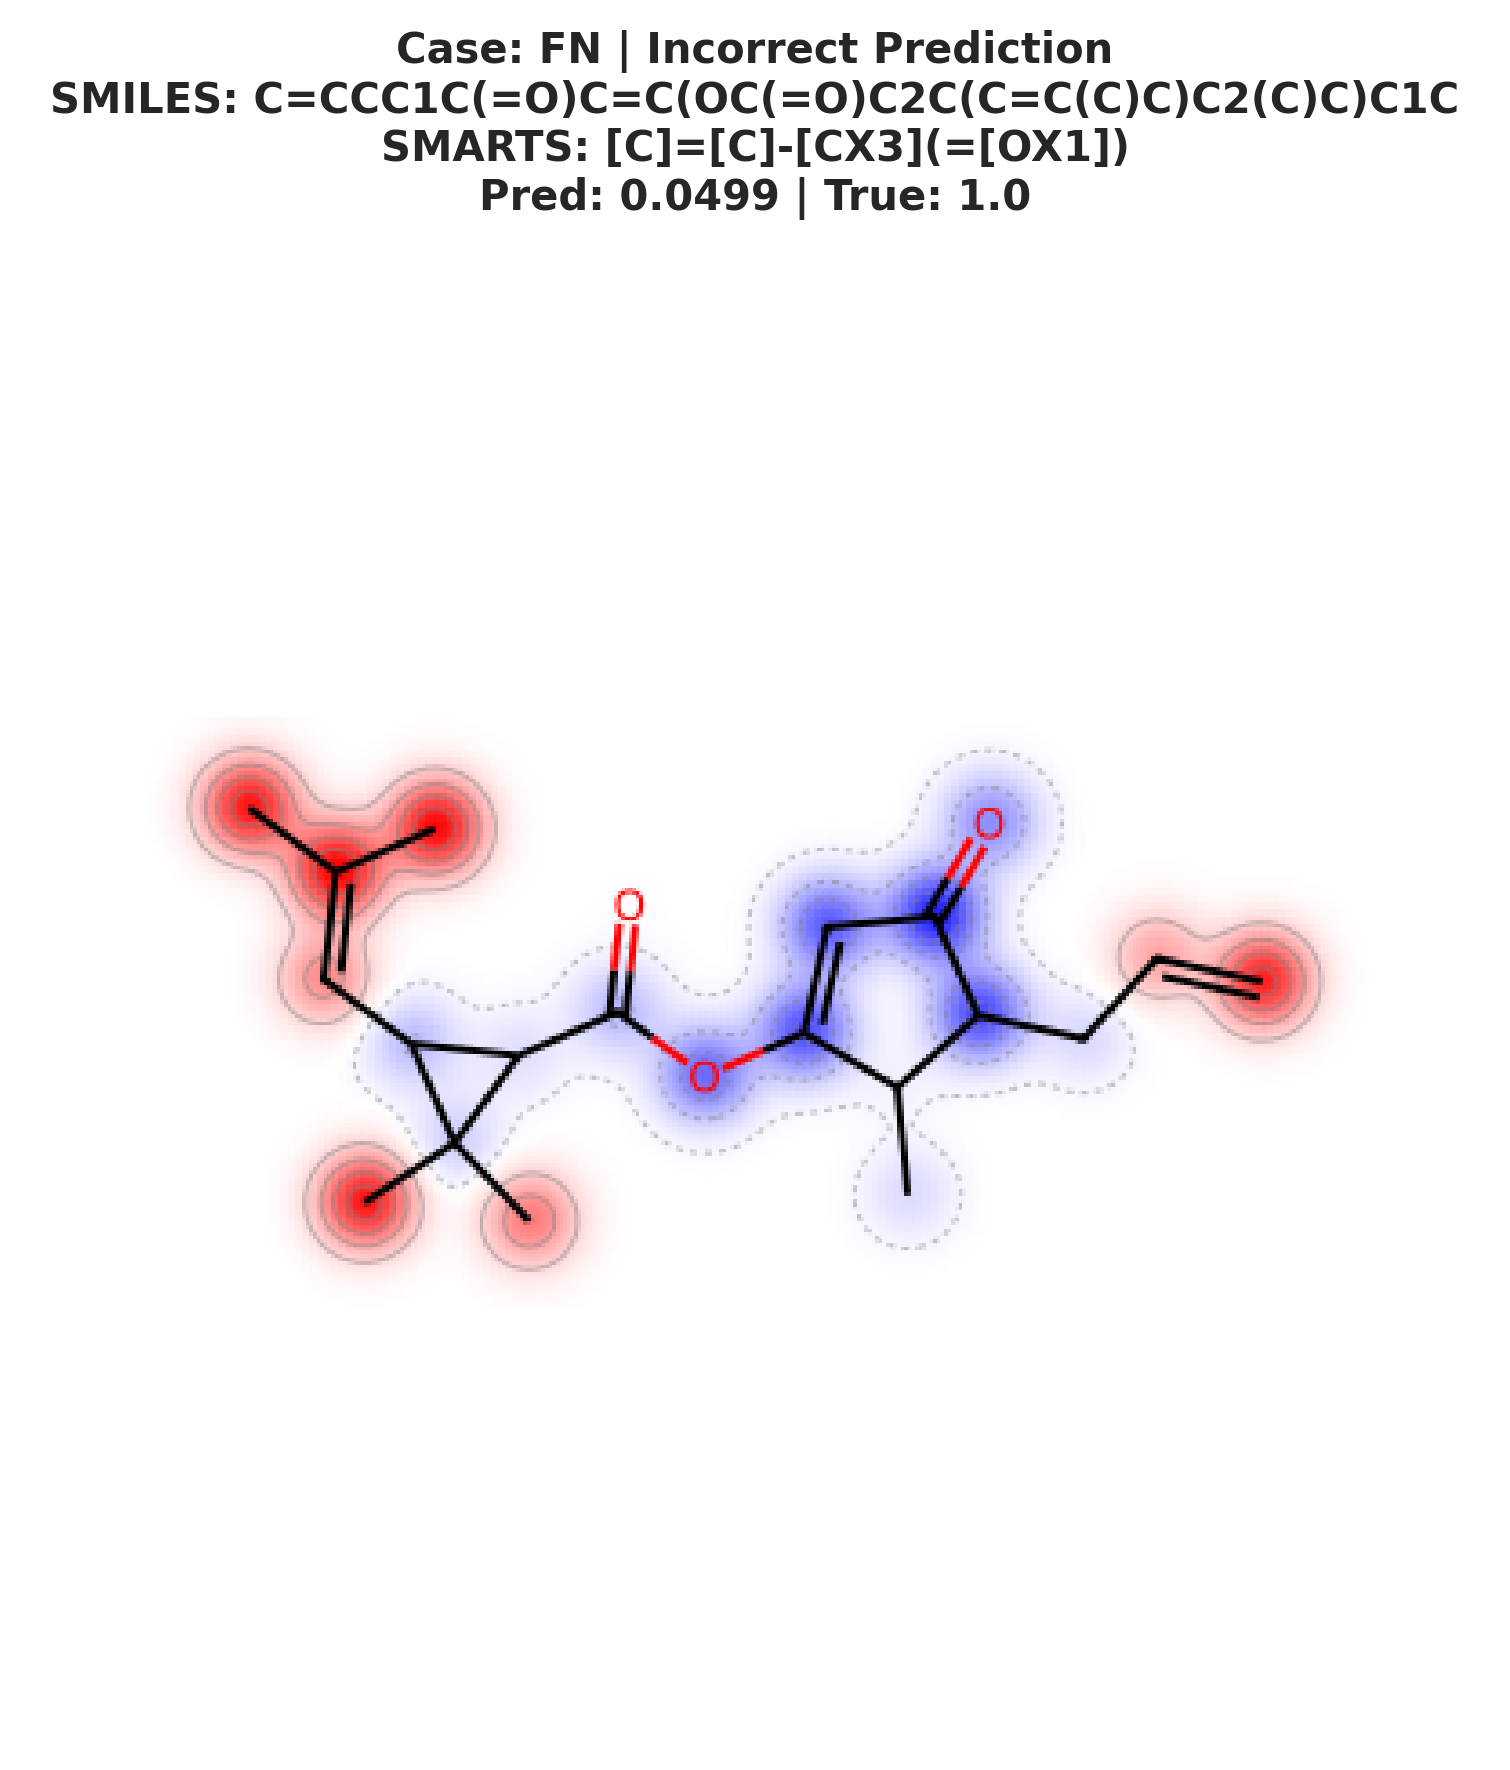 Case: FN | Incorrect Prediction
SMILES: C=CCC1C(=O)C=C(OC(=O)C2C(C=C(C)C)C2(C)C)C1C
SMARTS: [C]=[C]-[CX3](=[OX1])
Pred: 0.0499 | True: 1.0
O
O
O